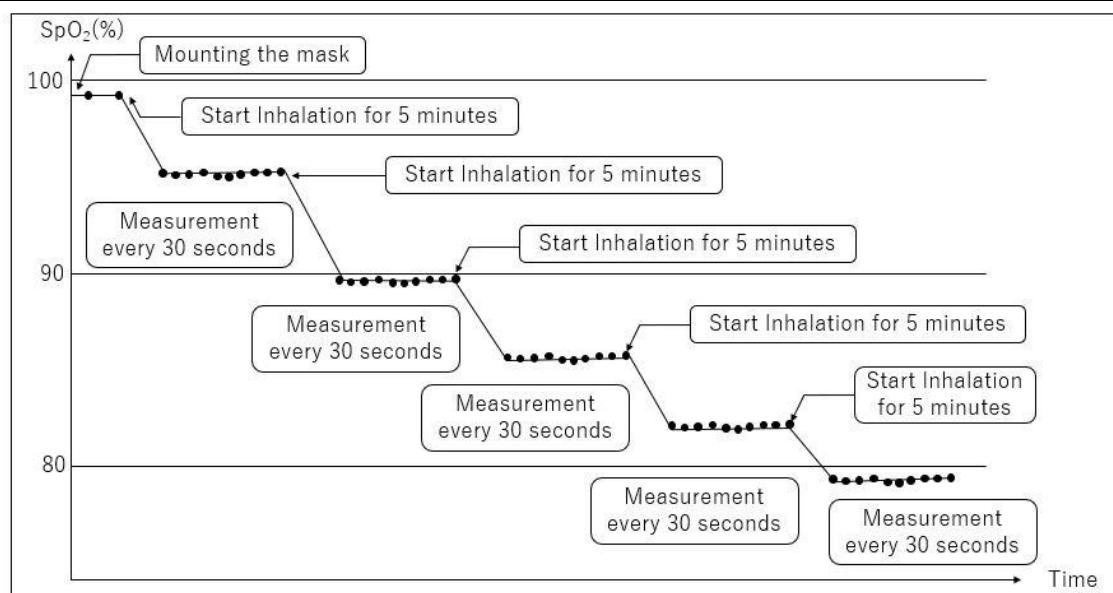 SpO₂(%)
Mounting the mask
100
Start Inhalation for 5 minutes
Start Inhalation for 5 minutes
Measurement
every 30 seconds
Start Inhalation for 5 minutes
90
Measurement
every 30 seconds
Start Inhalation for 5 minutes
Start Inhalation
for 5 minutes
Measurement
every 30 seconds
80
Measurement
every 30 seconds
Measurement
every 30 seconds
Time